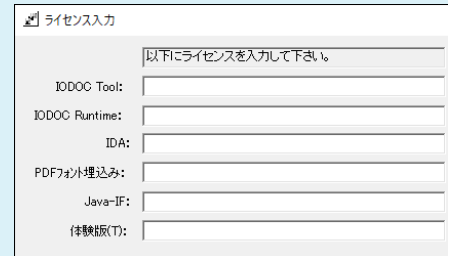 ライセンス入力
以下にライセンスを入力して下さい。
IODOC Tool:
IODOC Runtime:
IDA:
PDFフォント埋込み:
Java-IF:
体験版(T):